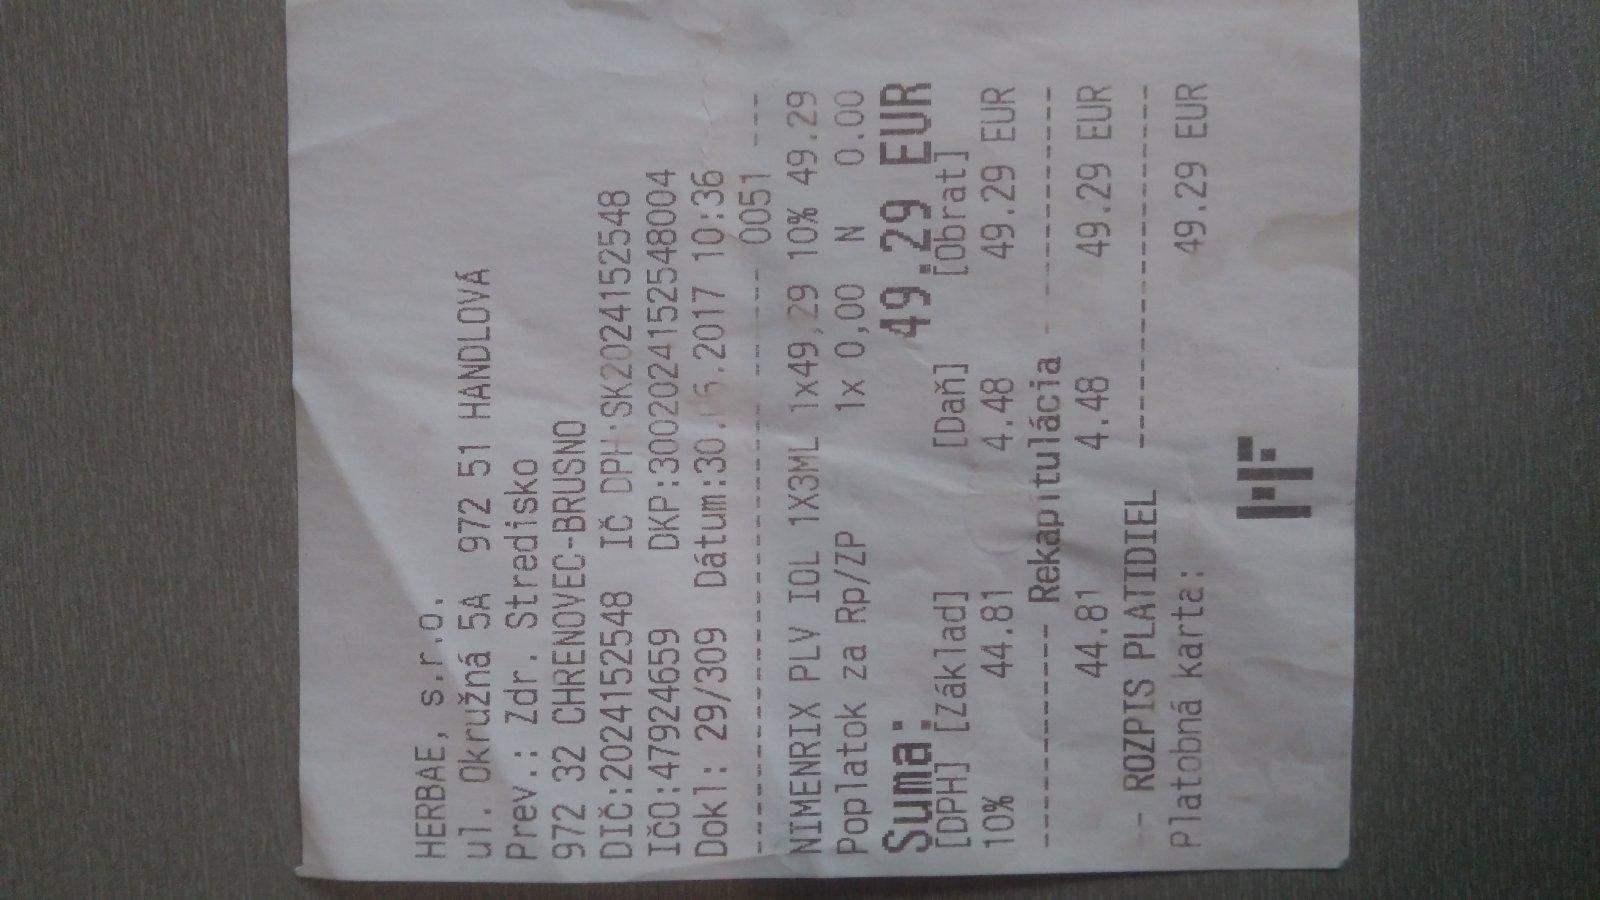 HERBAE, s.r.o.
ul. Okružná 5A 972 51 HANDLOVÁ
Prev.: Zdr. Stredisko
972 32 CHRENOVEC-BRUSNO
DIČ:2024152548 IČ DPH:SK2024152548
IČO:47924659 DKP:3002024152548004
Dokl: 29/309 Dátum:30. .2017 10:36
--------------------------- 0051 ---
NIMENRIX PLV IOL 1X3ML 1x49,29 10% 49.29
Poplatok za Rp/ZP 1x 0,00 N 0.00
Suma: 49.29 EUR
[DPH] [Základ] [Daň] [Obrat]
10% 44.81 4.48 49.29 EUR
------------ Rekapitulácia ------------
44.81 4.48 49.29 EUR
-- ROZPIS PLATIDIEL --------------------
Platobná karta: 49.29 EUR